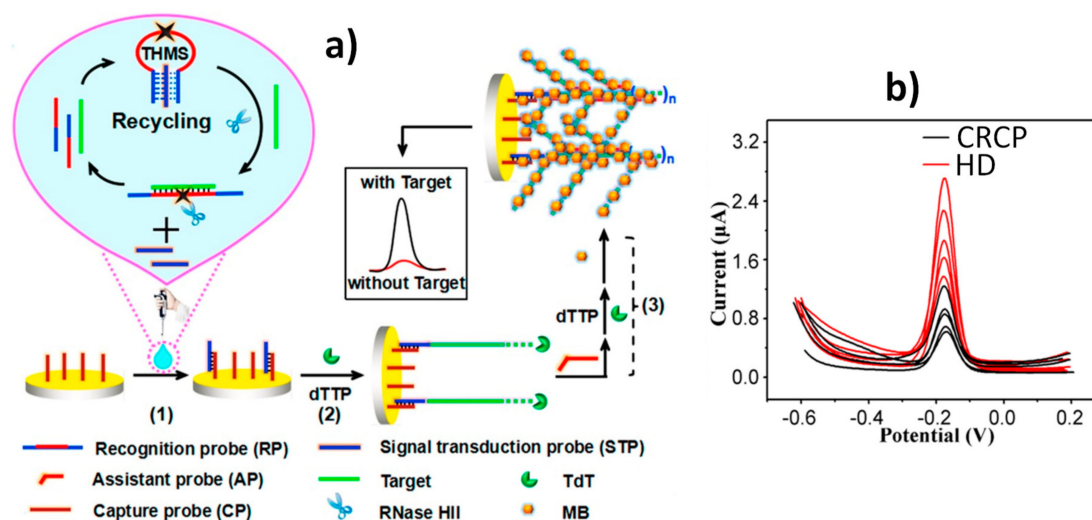 a)
THMS
Recycling
with Target
without Target
)n
)n
dTTP
(3)
(1)
dTTP
(2)
Recognition probe (RP)
Signal transduction probe (STP)
Assistant probe (AP)
Target
TdT
Capture probe (CP)
RNase HII
MB
b)
CRCP
HD
Current (μA)
3.2
2.4
1.6
0.8
0.0
-0.6
-0.4
-0.2
0.0
0.2
Potential (V)